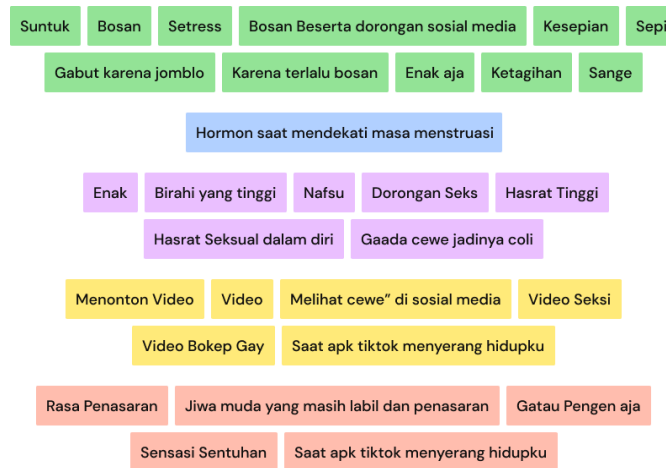 Suntuk Bosan Setress Bosan Beserta dorongan sosial media Kesepian Sepi
Gabut karena jomblo Karena terlalu bosan Enak aja Ketagihan Sange
Hormon saat mendekati masa menstruasi
Enak Birahi yang tinggi Nafsu Dorongan Seks Hasrat Tinggi
Hasrat Seksual dalam diri Gaada cewe jadinya coli
Menonton Video Video Melihat cewe” di sosial media Video Seksi
Video Bokep Gay Saat apk tiktok menyerang hidupku
Rasa Penasaran Jiwa muda yang masih labil dan penasaran Gatau Pengen aja
Sensasi Sentuhan Saat apk tiktok menyerang hidupku